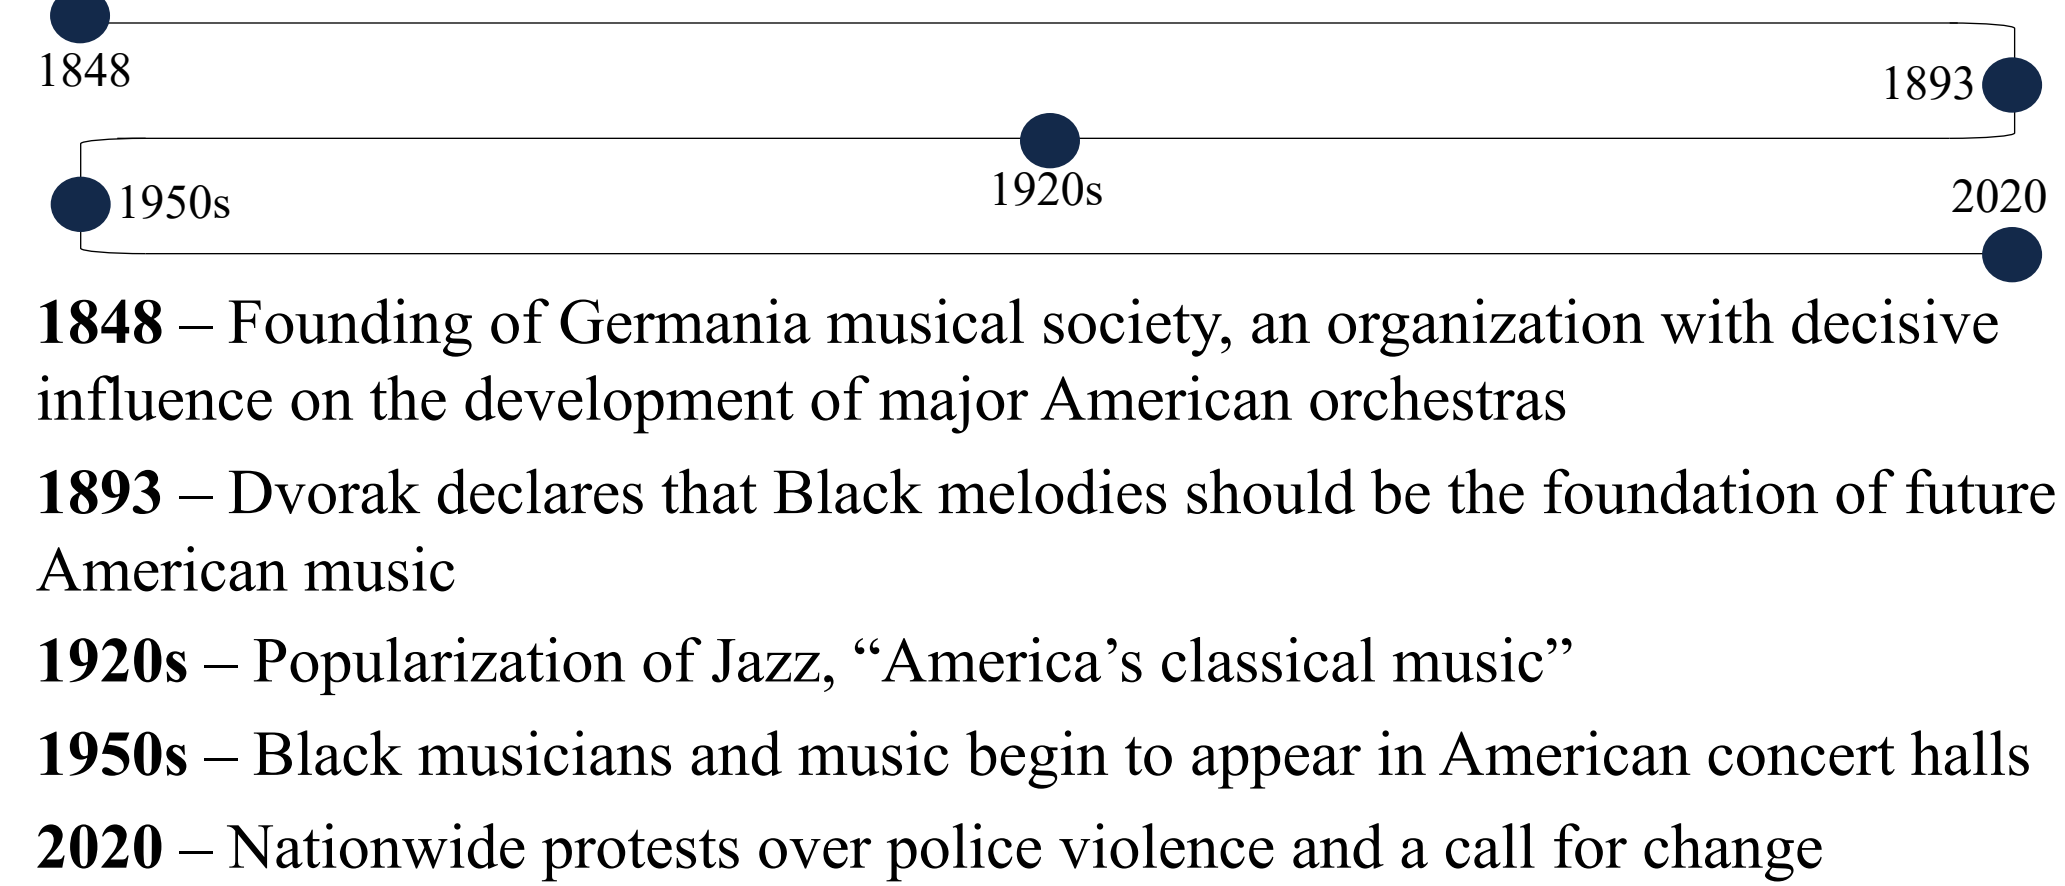 1848
1893
1920s
1950s
2020
1848 – Founding of Germania musical society, an organization with decisive
influence on the development of major American orchestras
1893 – Dvorak declares that Black melodies should be the foundation of future
American music
1920s – Popularization of Jazz, “America’s classical music”
1950s – Black musicians and music begin to appear in American concert halls
2020 – Nationwide protests over police violence and a call for change